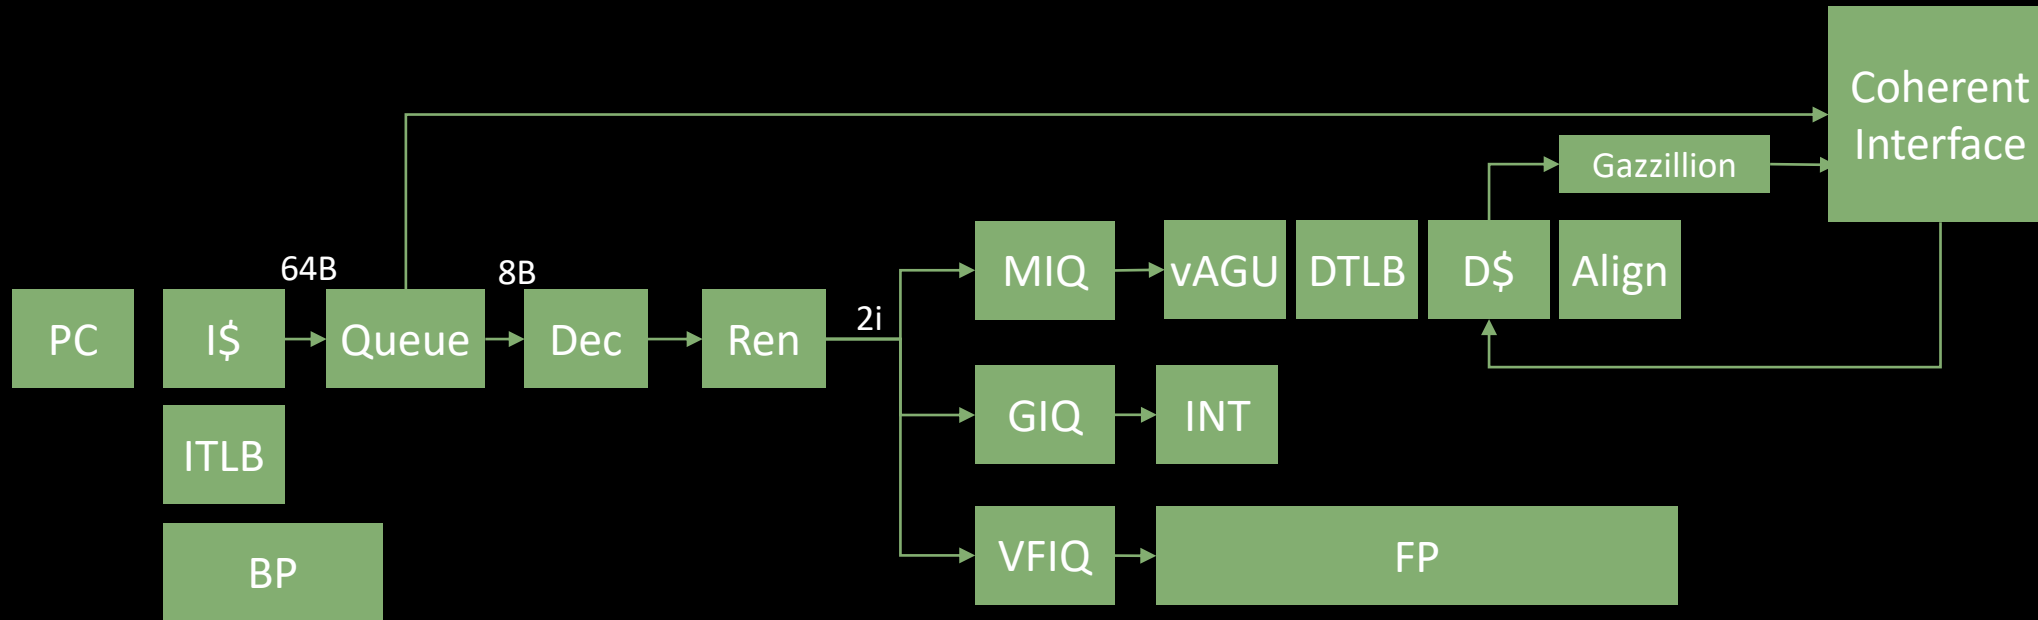 Coherent
Interface
Gazzillion
MIQ
vAGU
DTLB
D$
Align
64B
8B
PC
I$
Queue
Dec
Ren
2i
GIQ
INT
ITLB
VFIQ
FP
BP